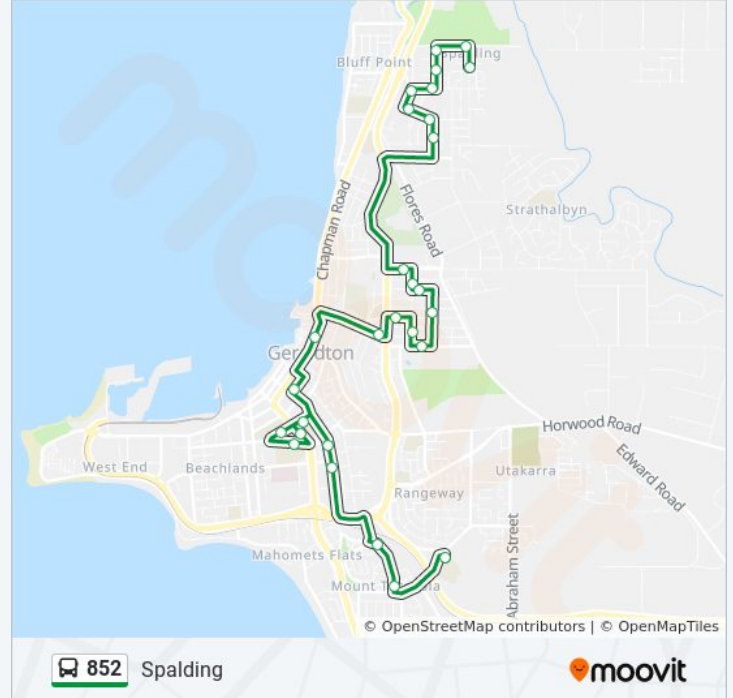 Bluff Point
Spalding
Chapman Road
Flores Road
Strathalbyn
Geraldton
Horwood Road
Edward Road
West End
Beachlands
Utakarra
Rangeway
Abraham Street
Mahomets Flats
Mount
© OpenStreetMap contributors | © OpenMapTiles
852 Spalding
moovit